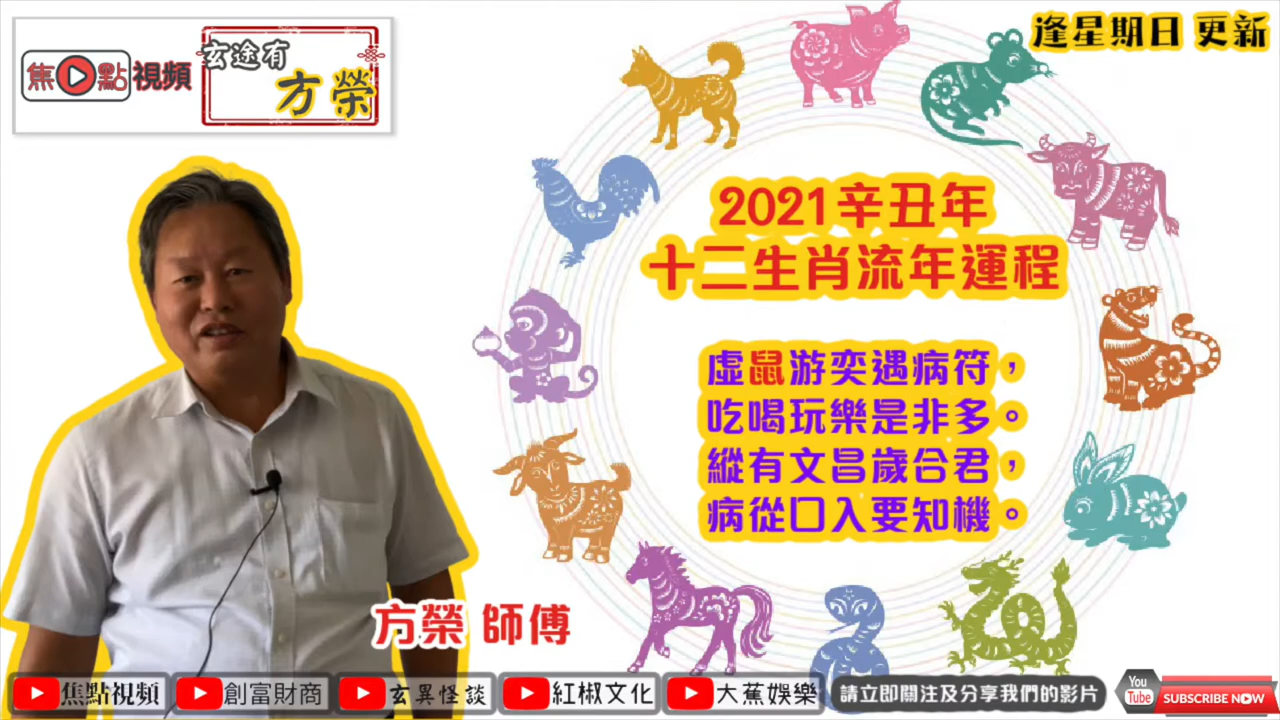 焦點視頻
玄途有
方榮
逢星期日 更新
2021辛丑年
十二生肖流年運程
虛鼠游奕遇病符，
吃喝玩樂是非多。
縱有文昌歲合君，
病從口入要知機。
方榮 師傅
焦點視頻
創富財商
玄異怪談
紅椒文化
大蕉娛樂
請立即關注及分享我們的影片
You
Tube
SUBSCRIBE NOW